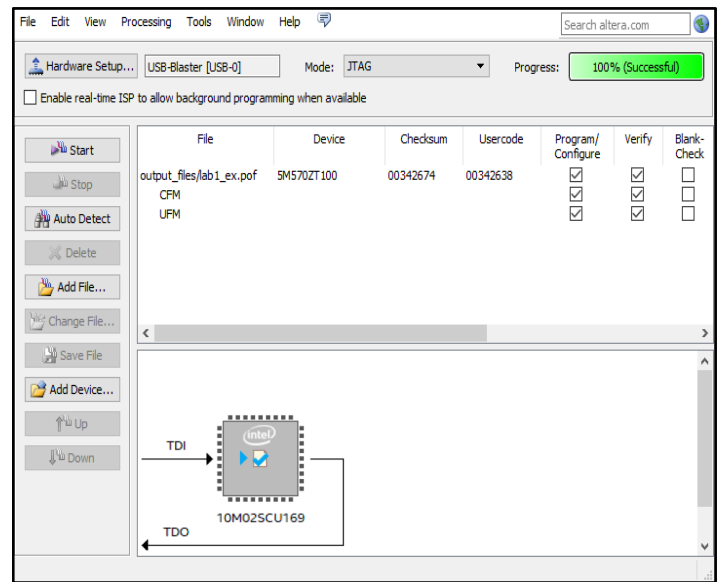 File Edit View Processing Tools Window Help Search altera.com
Hardware Setup... USB-Blaster [USB-0] Mode: JTAG Progress: 100% (Successful)
Enable real-time ISP to allow background programming when available
Start
Stop
Auto Detect
Delete
Add File...
Change File...
Save File
Add Device...
Up
Down
File Device Checksum Usercode Program/ Verify Blank-
Configure Check
output_files/lab1_ex.pof 5M570ZT100 00342674 00342638
CFM
UFM
intel
TDI
10M02SCU169
TDO